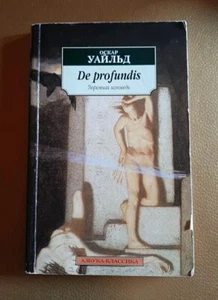 ОСКАР
УАЙЛЬД
De profundis
Тюремная исповедь
АЗБУКА-КЛАССИКА